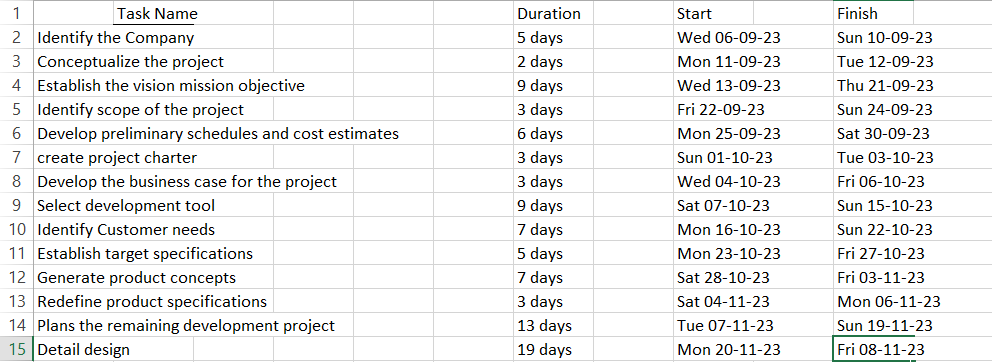 1 Task Name Duration Start Finish
2 Identify the Company 5 days Wed 06-09-23 Sun 10-09-23
3 Conceptualize the project 2 days Mon 11-09-23 Tue 12-09-23
4 Establish the vision mission objective 9 days Wed 13-09-23 Thu 21-09-23
5 Identify scope of the project 3 days Fri 22-09-23 Sun 24-09-23
6 Develop preliminary schedules and cost estimates 6 days Mon 25-09-23 Sat 30-09-23
7 create project charter 3 days Sun 01-10-23 Tue 03-10-23
8 Develop the business case for the project 3 days Wed 04-10-23 Fri 06-10-23
9 Select development tool 9 days Sat 07-10-23 Sun 15-10-23
10 Identify Customer needs 7 days Mon 16-10-23 Sun 22-10-23
11 Establish target specifications 5 days Mon 23-10-23 Fri 27-10-23
12 Generate product concepts 7 days Sat 28-10-23 Fri 03-11-23
13 Redefine product specifications 3 days Sat 04-11-23 Mon 06-11-23
14 Plans the remaining development project 13 days Tue 07-11-23 Sun 19-11-23
15 Detail design 19 days Mon 20-11-23 Fri 08-11-23